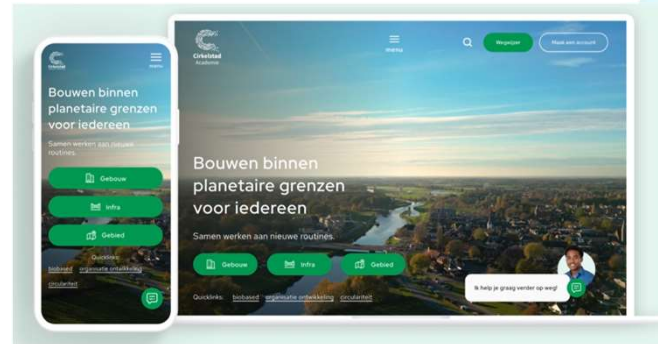 Cirkelstad
menu
Bouwen binnen
planetaire grenzen
voor iedereen
Samen werken aan nieuwe
routines.
Gebouw
Infra
Gebied
Quicklinks:
biobased organisatie ontwikkeling
circulariteit
Cirkelstad
Academie
menu
Wegwijzer
Maak een account
Bouwen binnen
planetaire grenzen
voor iedereen
Samen werken aan nieuwe routines.
Gebouw Infra Gebied
Quicklinks: biobased organisatie ontwikkeling circulariteit
Ik help je graag verder op weg!